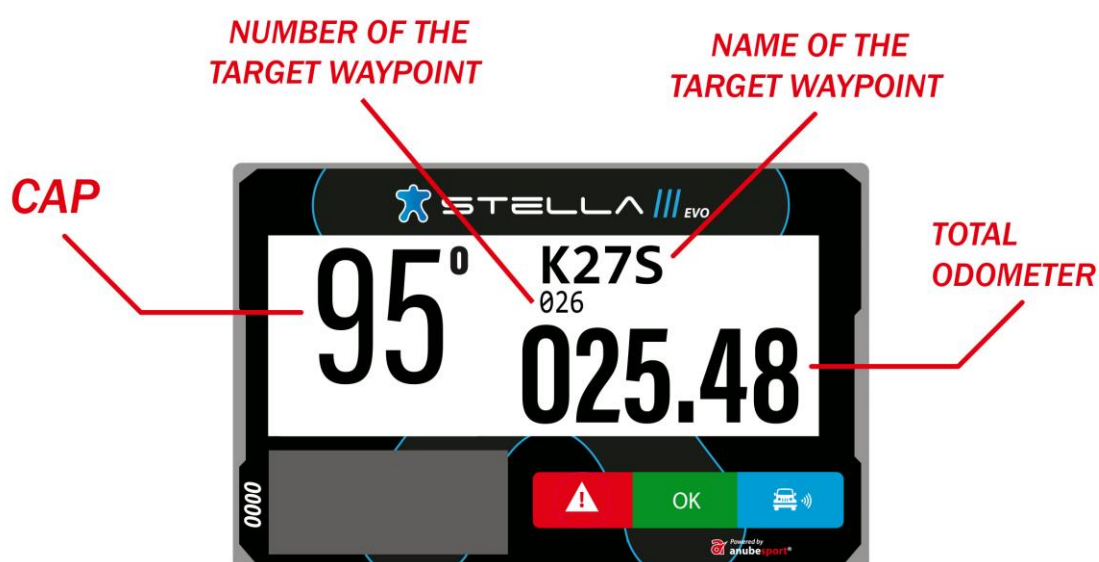 NUMBER OF THE
TARGET WAYPOINT
NAME OF THE
TARGET WAYPOINT
CAP
STELLA III EVO
TOTAL
ODOMETER
95°
K27S
026
025.48
0000
OK
Powered by
anubesport®